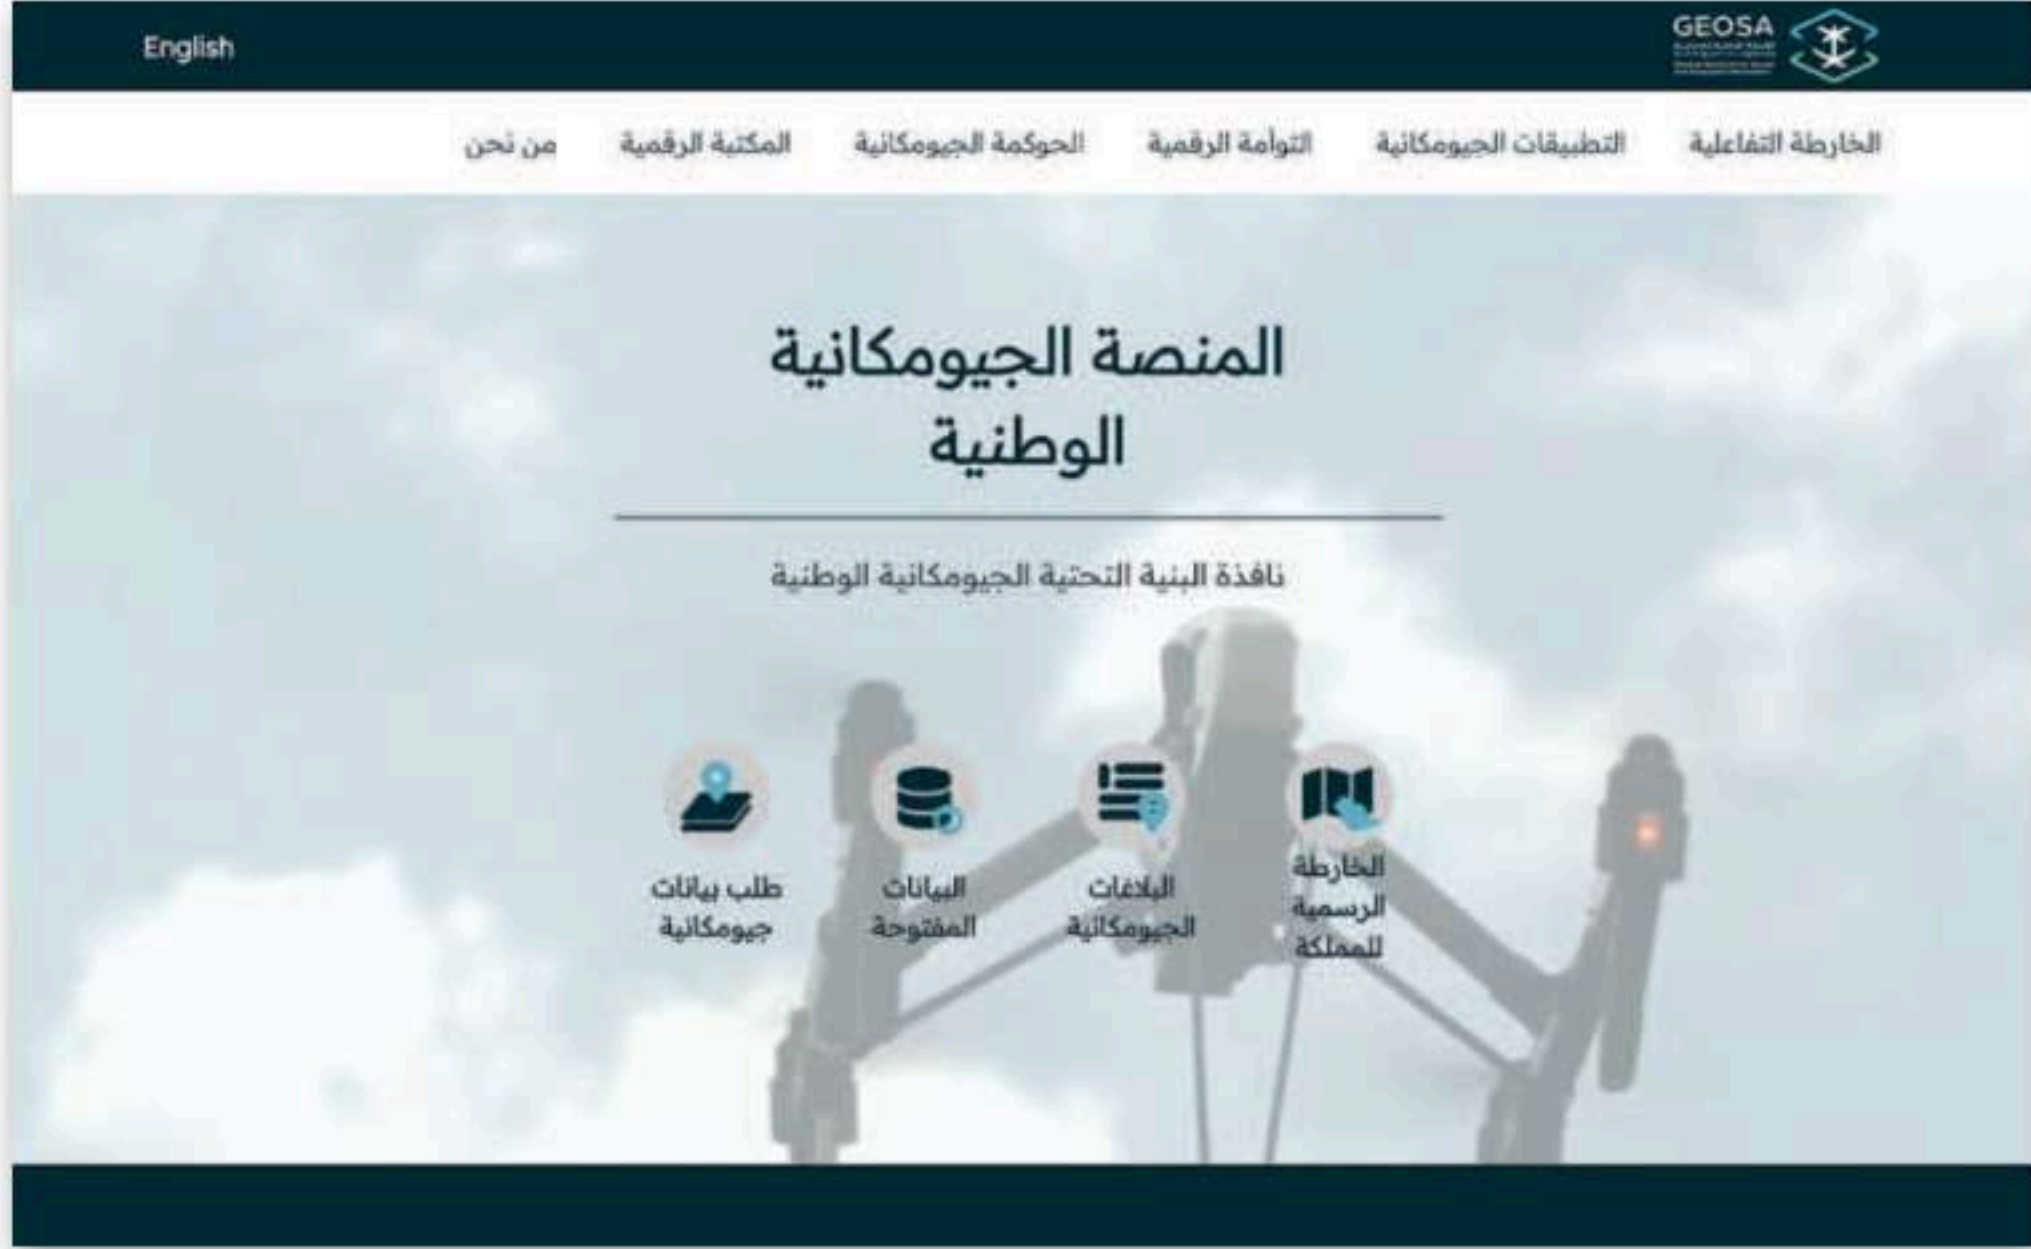 GEOSA
English
الخارطة التفاعلية
التطبيقات الجيومكانية
التوأمة الرقمية
الحوكمة الجيومكانية
المكتبة الرقمية
من نحن
المنصة الجيومكانية
الوطنية
نافذة البنية التحتية الجيومكانية الوطنية
الخارطة
الرسمية
للمملكة
البلاغات
الجيومكانية
البيانات
المفتوحة
طلب بيانات
جيومكانية